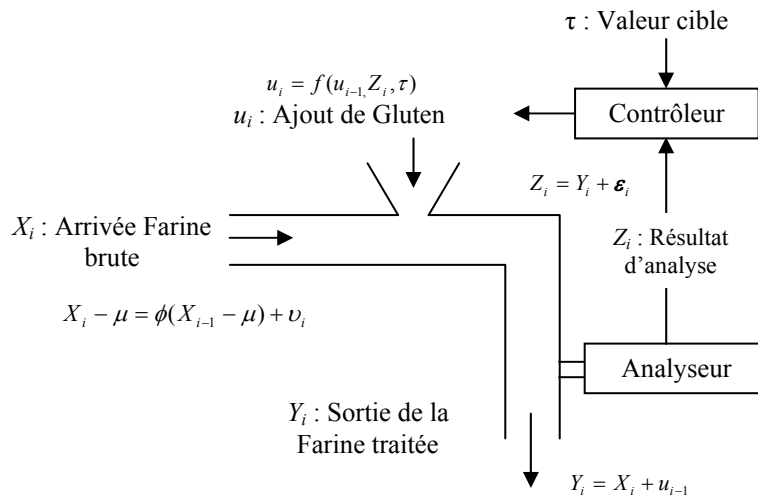 τ : Valeur cible
u_i = f(u_{i−1,} Z_i, τ)
u_i : Ajout de Gluten
Contrôleur
Z_i = Y_i + ε_i
X_i : Arrivée Farine
brute
Z_i : Résultat
d’analyse
X_i − μ = ϕ(X_{i−1} − μ) + υ_i
Analyseur
Y_i : Sortie de la
Farine traitée
Y_i = X_i + u_{i−1}